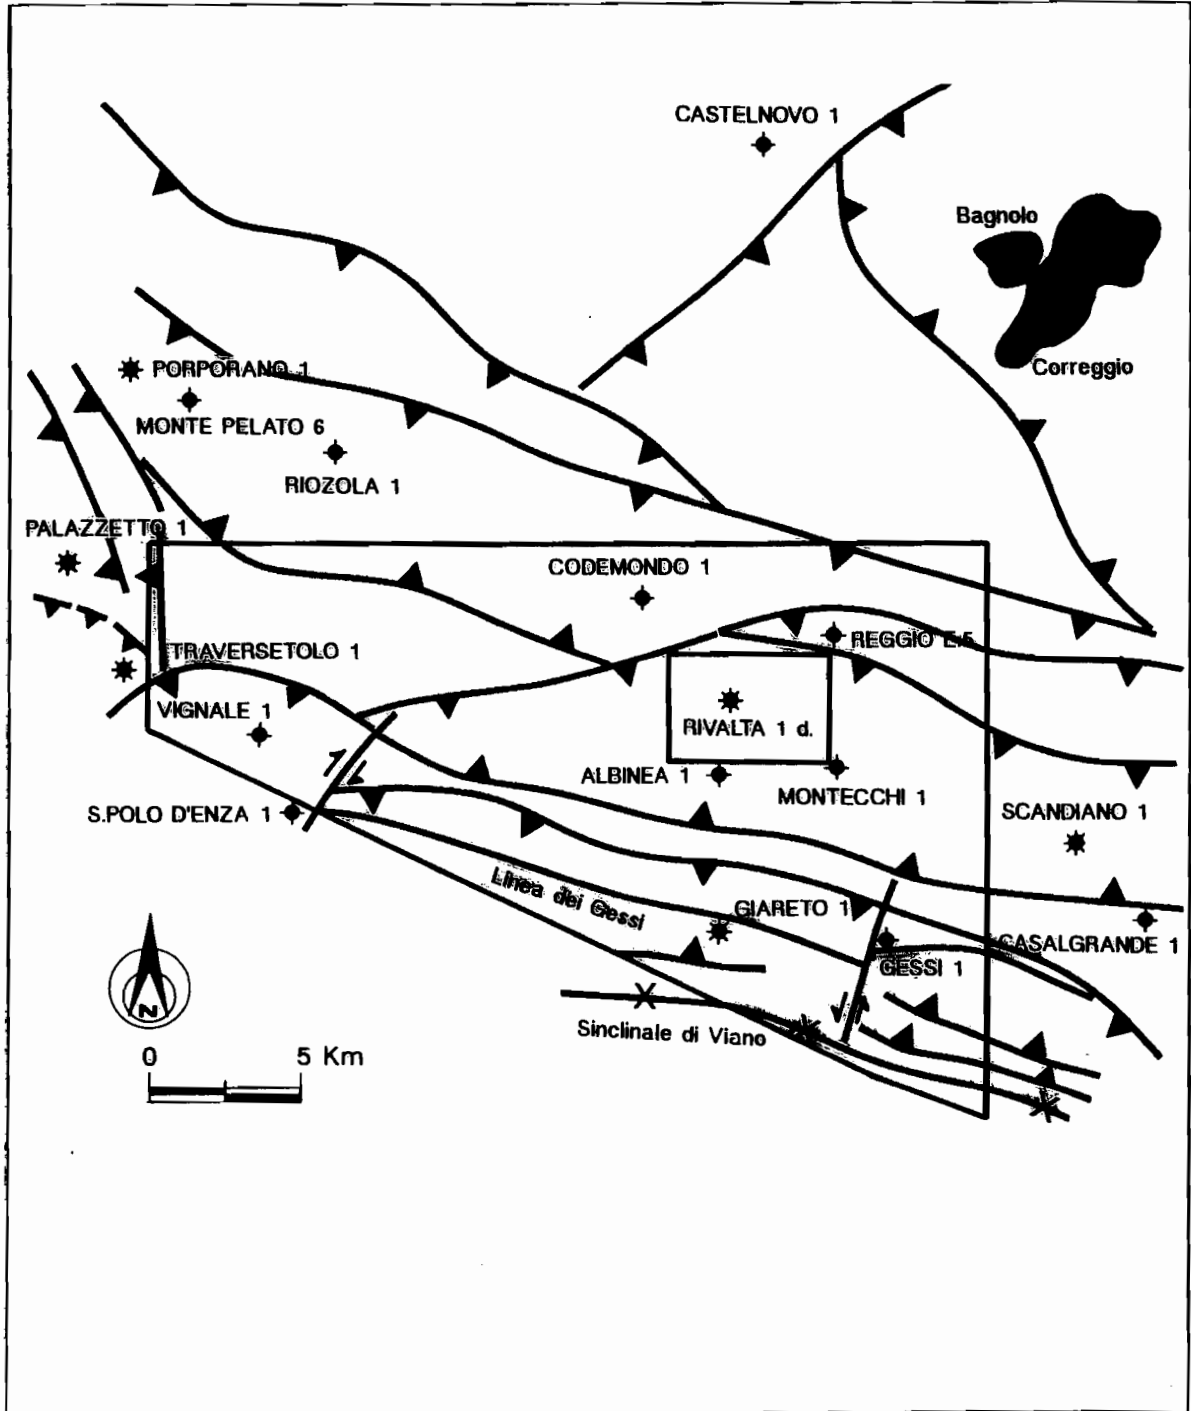 CASTELNOVO 1
Bagnolo
Correggio
PORPORANO 1
MONTE PELATO 6
RIOZOLA 1
PALAZZETTO 1
CODEMONDO 1
REGGIO E.5
TRAVERSETOLO 1
VIGNALE 1
RIVALTA 1 d.
ALBINEA 1
MONTECCHI 1
S.POLO D'ENZA 1
SCANDIANO 1
Linea dei Gessi
GIARETO 1
CASALGRANDE 1
GESSI 1
N
Sinclinale di Viano
0 5 Km